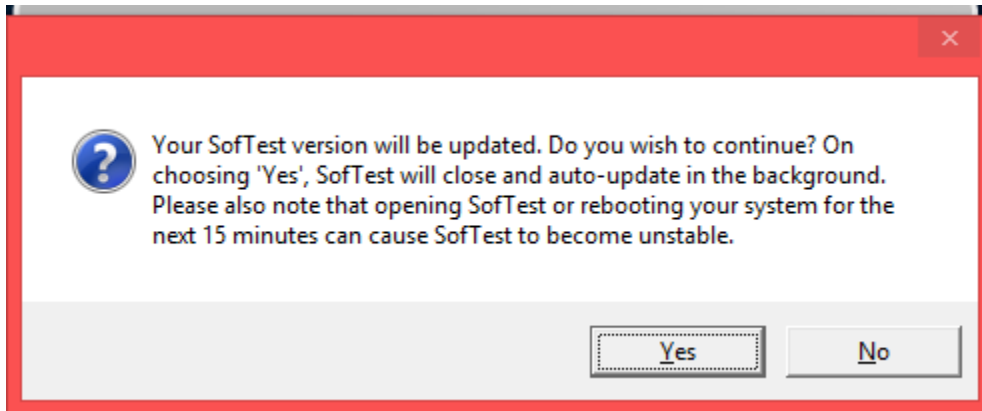 Your SofTest version will be updated. Do you wish to continue? On
choosing 'Yes', SofTest will close and auto-update in the background.
Please also note that opening SofTest or rebooting your system for the
next 15 minutes can cause SofTest to become unstable.
Yes
No